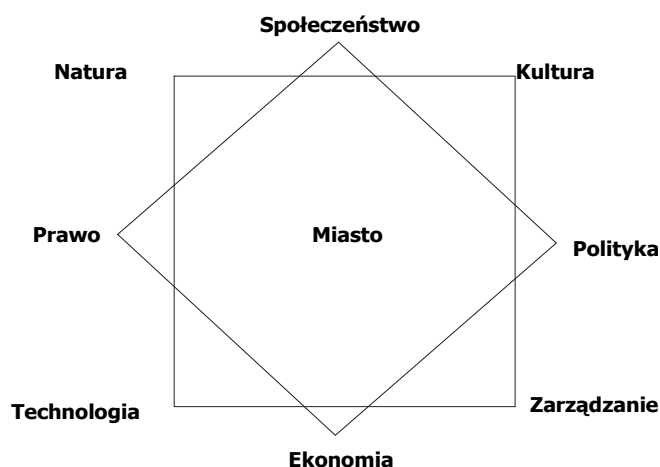 Społeczeństwo
Natura
Kultura
Prawo
Miasto
Polityka
Technologia
Zarządzanie
Ekonomia